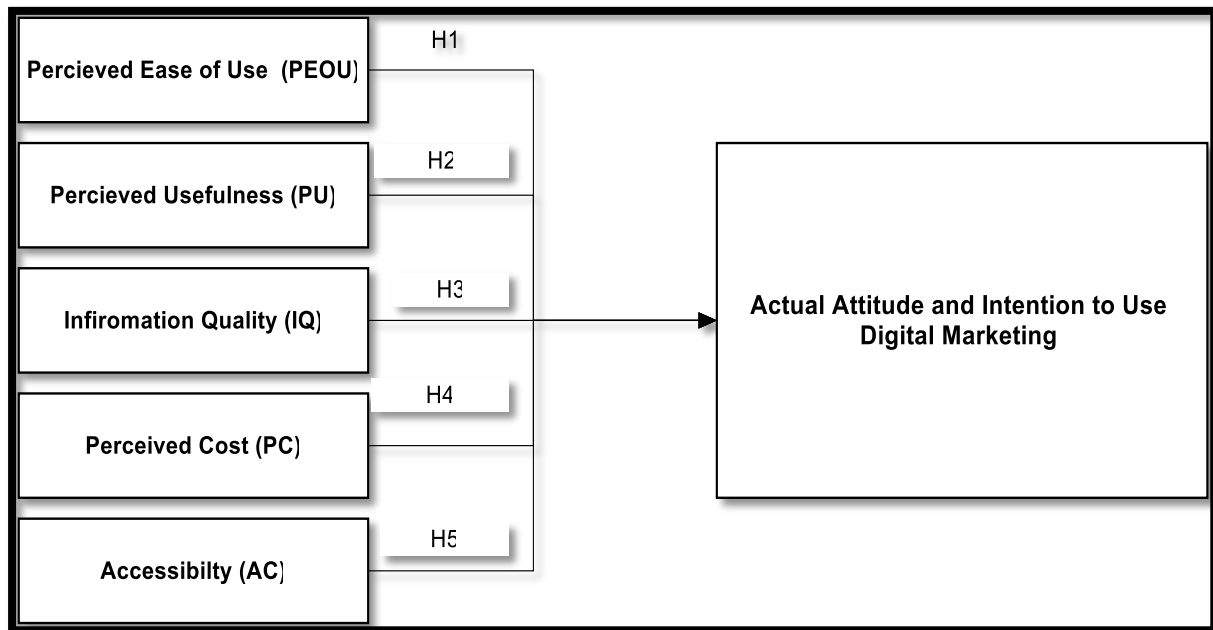 H1
Percieved Ease of Use (PEOU)
H2
Percieved Usefulness (PU)
H3
Infiromation Quality (IQ)
Actual Attitude and Intention to Use
Digital Marketing
H4
Perceived Cost (PC)
H5
Accessibilty (AC)